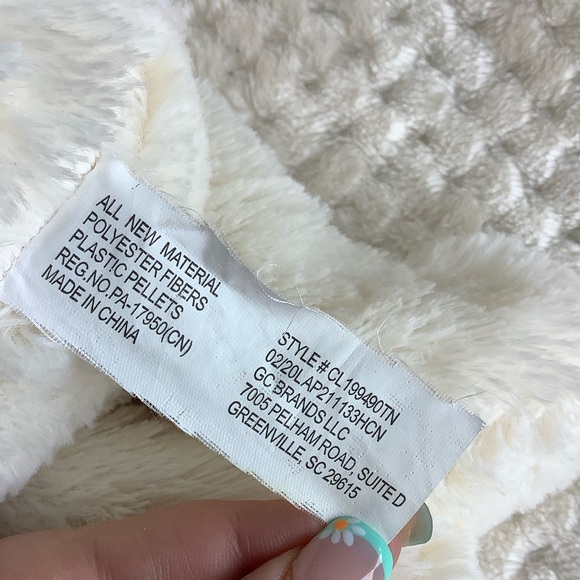 ALL NEW MATERIAL
POLYESTER FIBERS
PLASTIC PELLETS
REG.NO.PA-17950(CN)
MADE IN CHINA
STYLE # CL199490TN
02/20LAP211133HCN
GC BRANDS LLC
7005 PELHAM ROAD, SUITE D
GREENVILLE, SC 29615